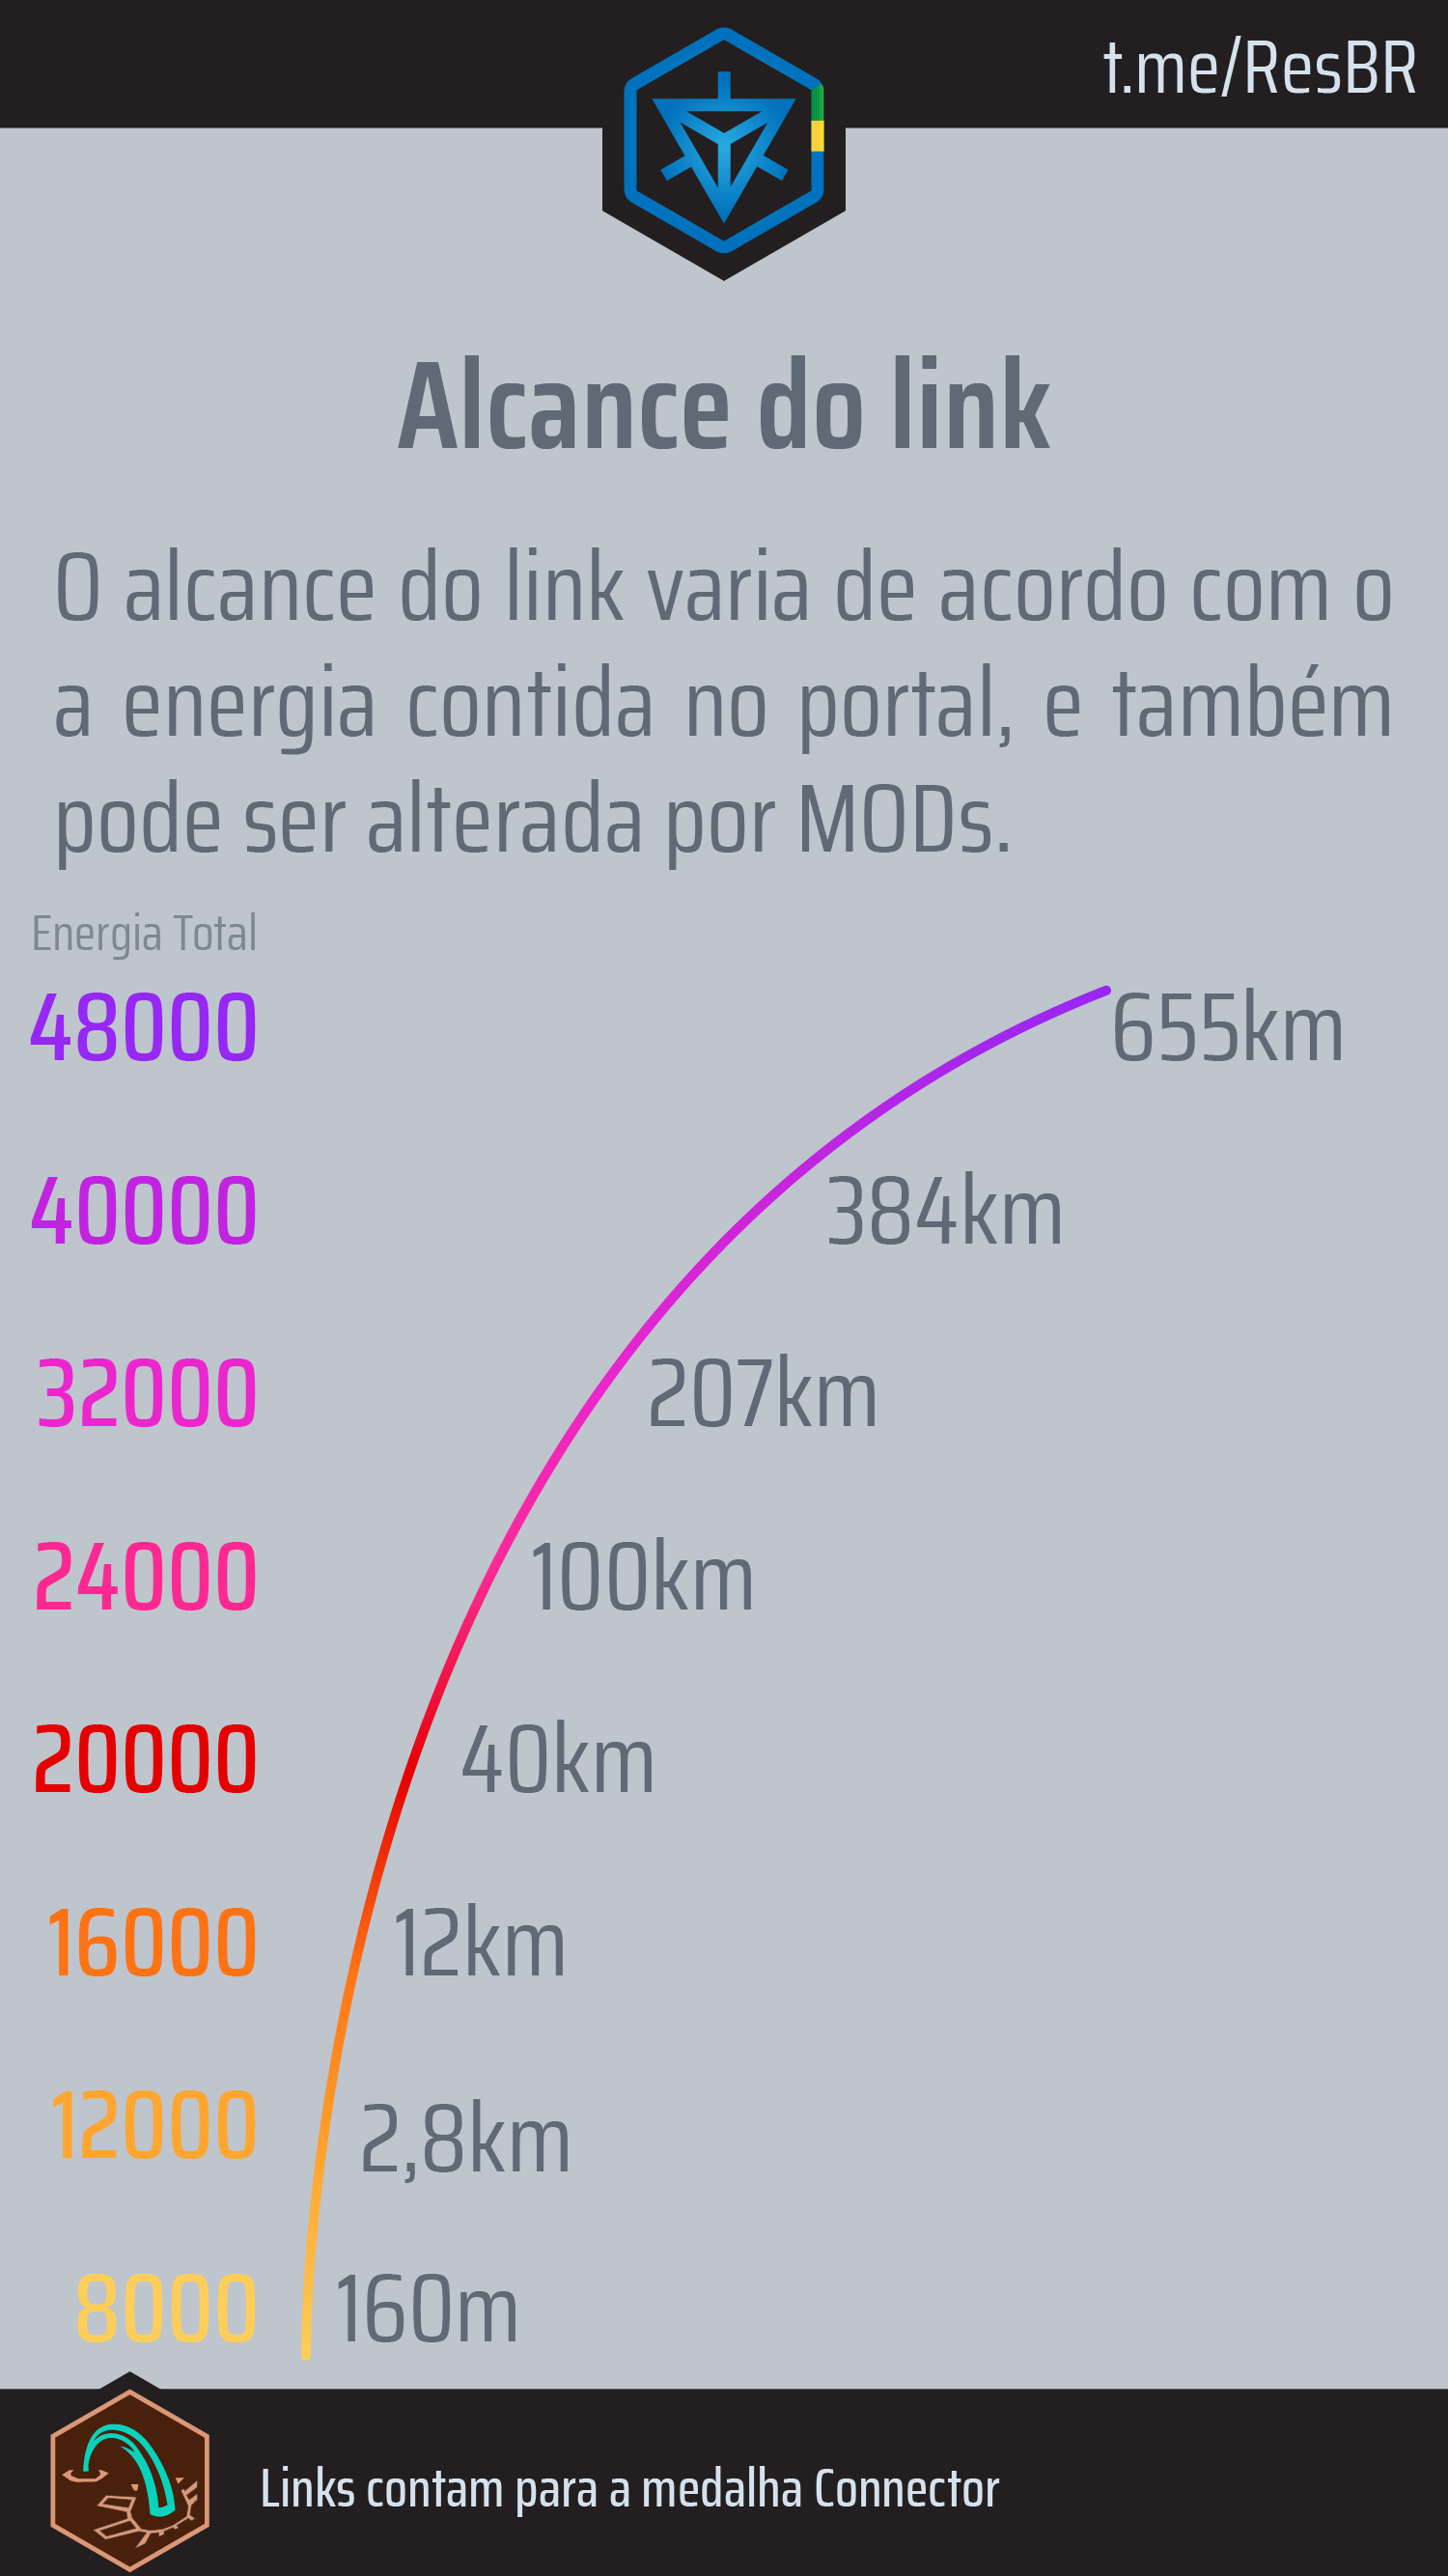 t.me/ResBR
Alcance do link
O alcance do link varia de acordo com o
a energia contida no portal, e também
pode ser alterada por MODs.
Energia Total
48000 655km
40000 384km
32000 207km
24000 100km
20000 40km
16000 12km
12000 2,8km
8000 160m
Links contam para a medalha Connector